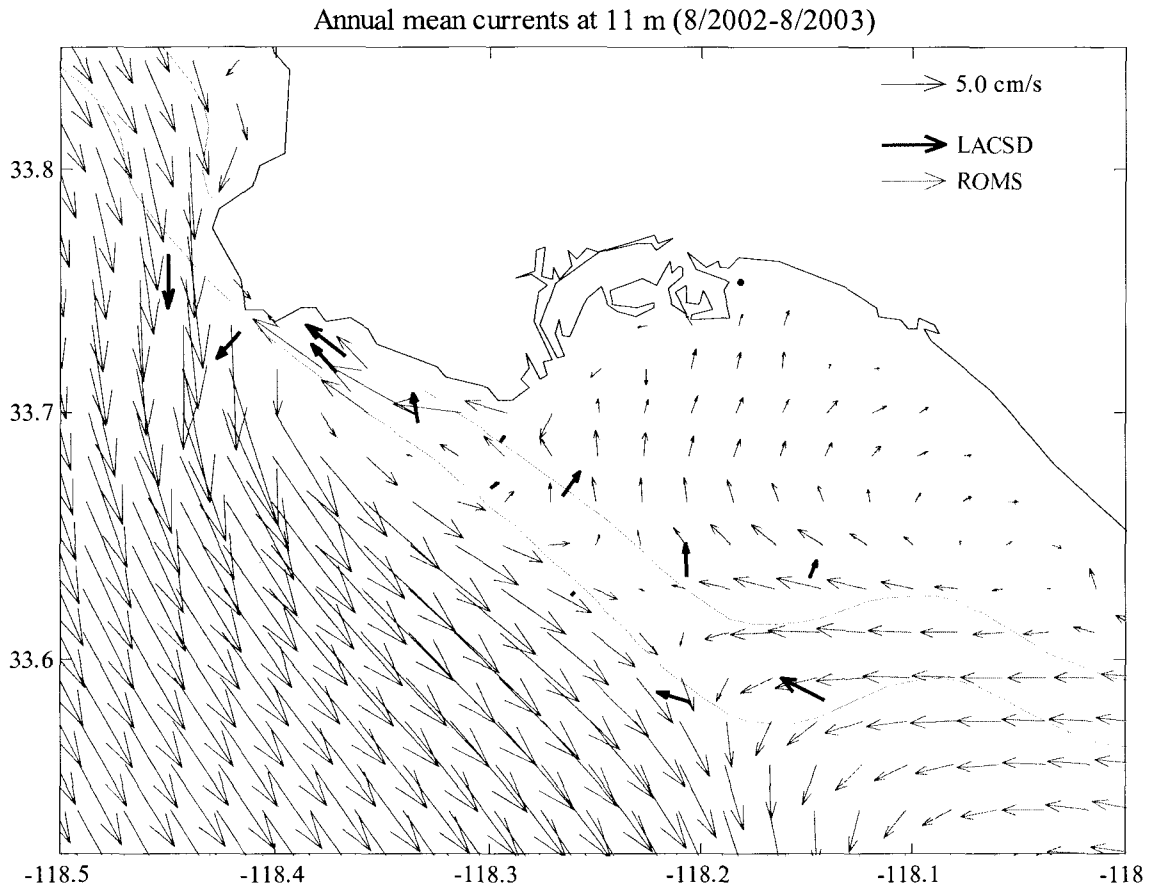 Annual mean currents at 11 m (8/2002-8/2003)
5.0 cm/s
LACSD
ROMS
33.8
33.7
33.6
-118.5 -118.4 -118.3 -118.2 -118.1 -118